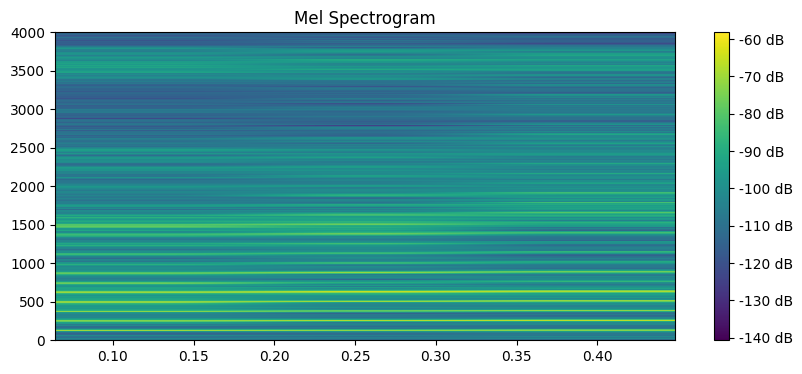 Mel Spectrogram
4000
3500
3000
2500
2000
1500
1000
500
0
0.10 0.15 0.20 0.25 0.30 0.35 0.40
-60 dB
-70 dB
-80 dB
-90 dB
-100 dB
-110 dB
-120 dB
-130 dB
-140 dB